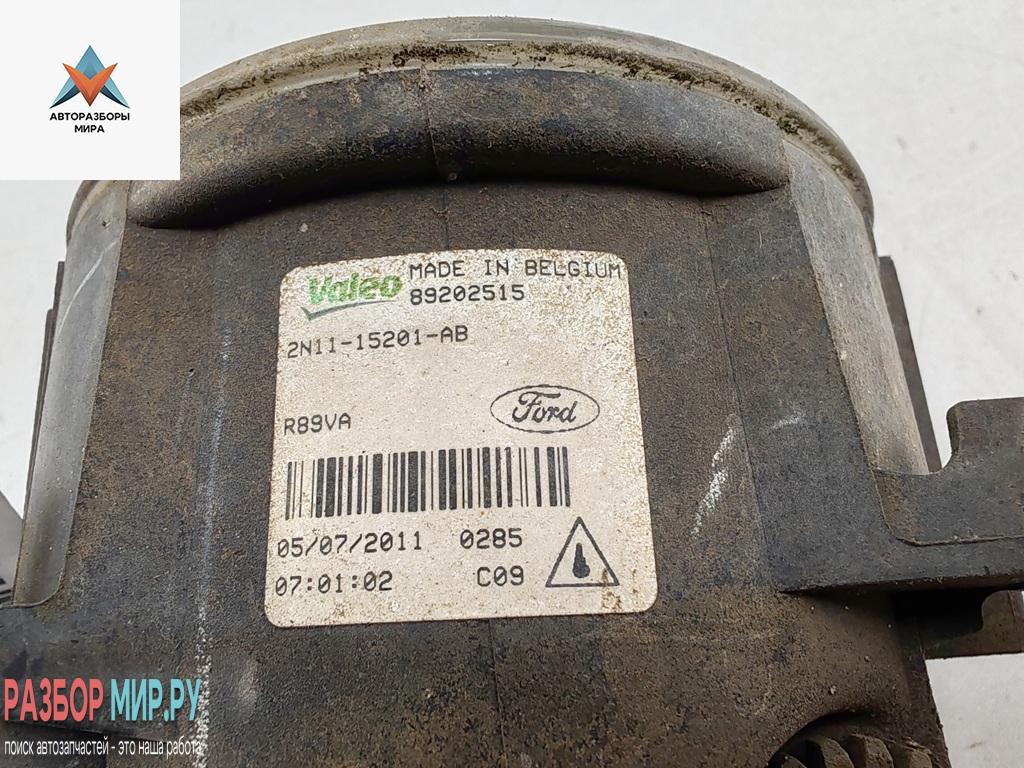 АВТОРАЗБОРЫ
МИРА
Valeo MADE IN BELGIUM
89202515
2N11-15201-AB
R89VA
Ford
05/07/2011 0285
07:01:02 C09
РАЗБОР МИР.РУ
поиск автозапчастей - это наша работа